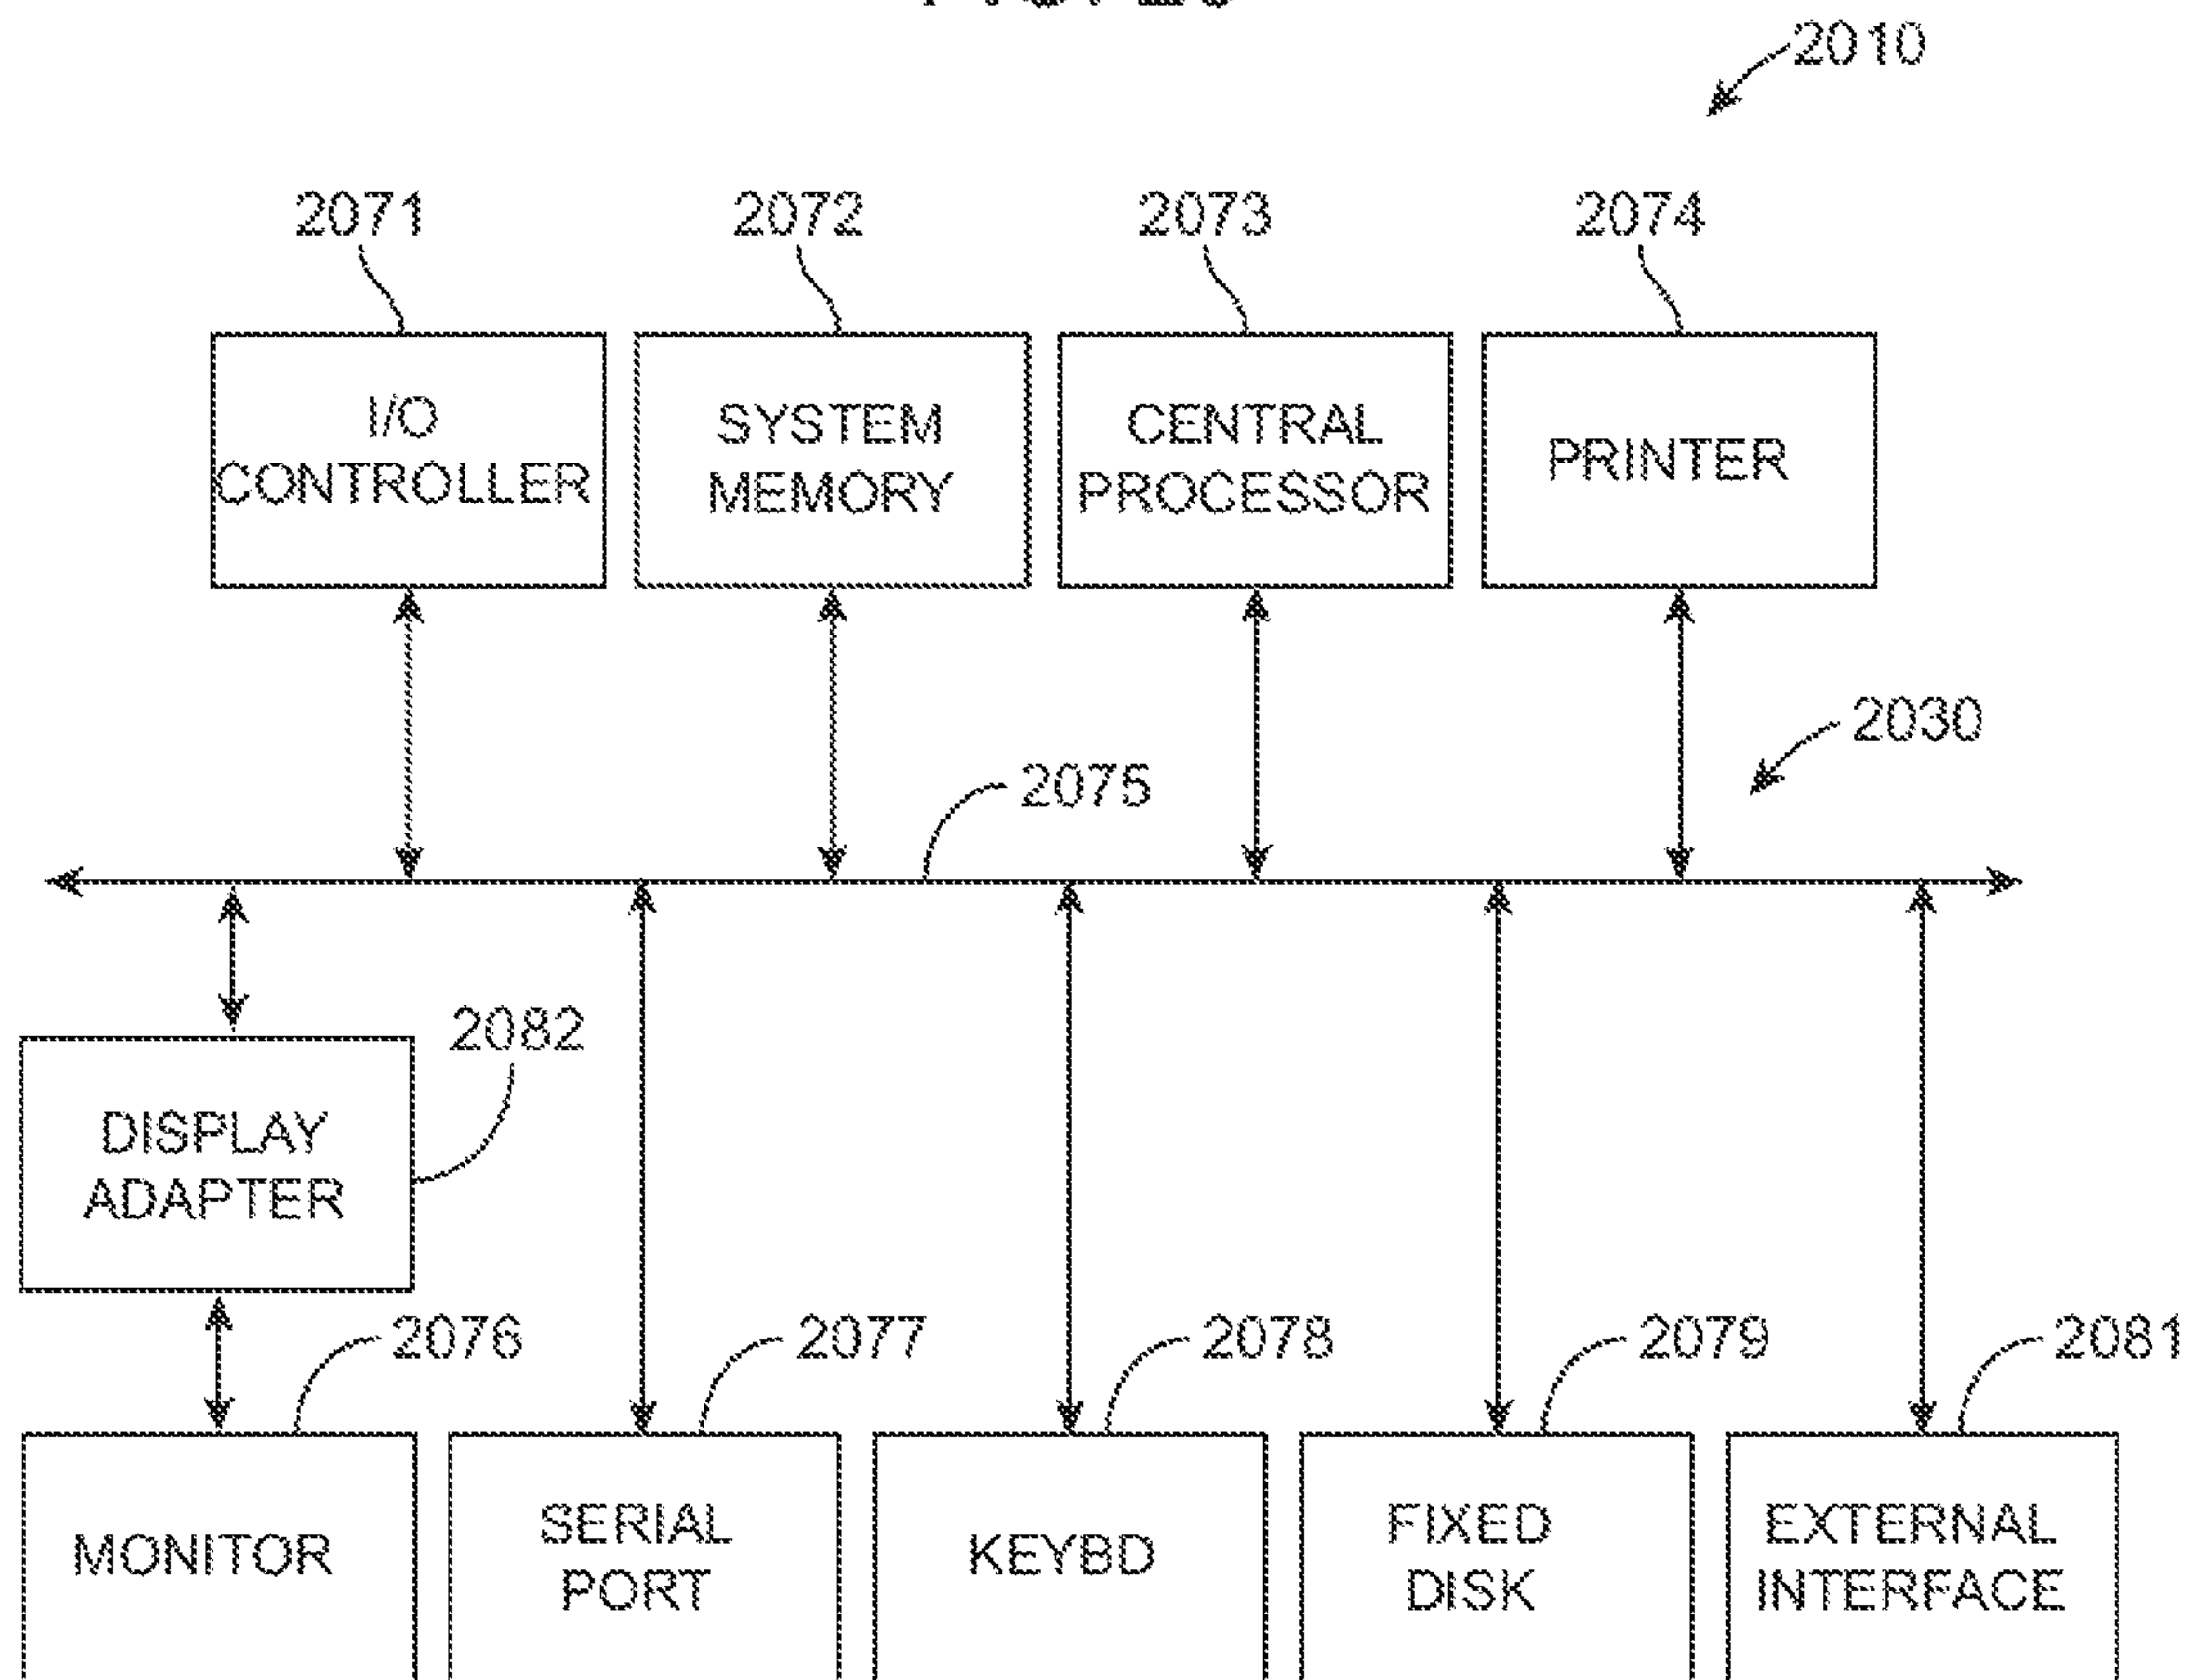 2010
2071 2072 2073 2074
I/O
CONTROLLER
SYSTEM
MEMORY
CENTRAL
PROCESSOR
PRINTER
2030
2075
2082
DISPLAY
ADAPTER
2076 2077 2078 2079 2081
MONITOR
SERIAL
PORT
KEYBD
FIXED
DISK
EXTERNAL
INTERFACE